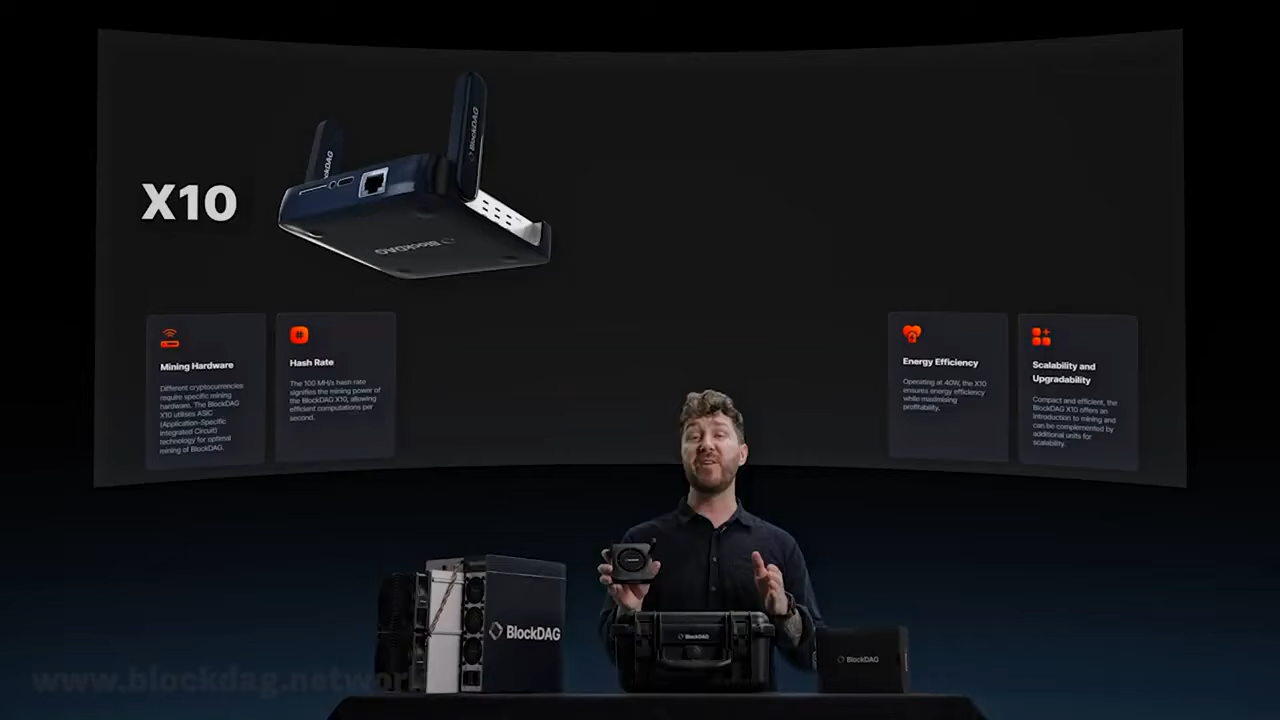 BlockDAG
X10
BlockDAG
Mining Hardware
Different cryptocurrencies
require specific mining
hardware. The BlockDAG
X10 utilises ASIC
(Application-Specific
Integrated Circuit)
technology for optimal
mining of BlockDAG.
Hash Rate
The 100 MH/s hash rate
signifies the mining power of
the BlockDAG X10, allowing
efficient computations per
second.
Energy Efficiency
Operating at 40W, the X10
ensures energy efficiency
while maximising
profitability.
Scalability and
Upgradability
Compact and efficient, the
BlockDAG X10 offers an
introduction to mining and
can be complemented by
additional units for
scalability.
BlockDAG
BlockDAG
BlockDAG
www.blockdag.network